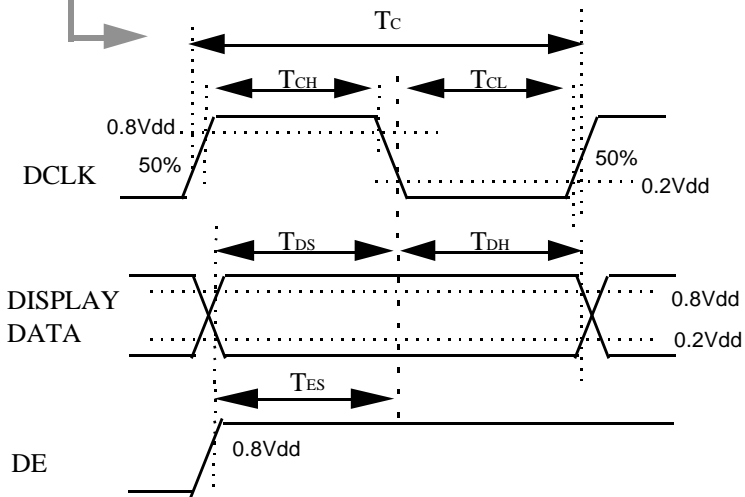 TC
TCH
TCL
0.8Vdd
50%
50%
DCLK
0.2Vdd
TDS
TDH
DISPLAY
DATA
0.8Vdd
0.2Vdd
TES
0.8Vdd
DE